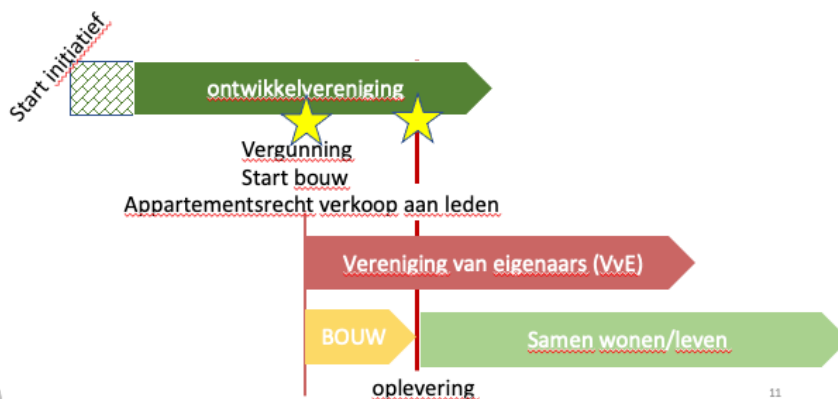 Start initiatief
ontwikkelvereniging
Vergunning
Start bouw
Appartementsrecht verkoop aan leden
Vereniging van eigenaars (VvE)
BOUW
Samen wonen/leven
oplevering
11